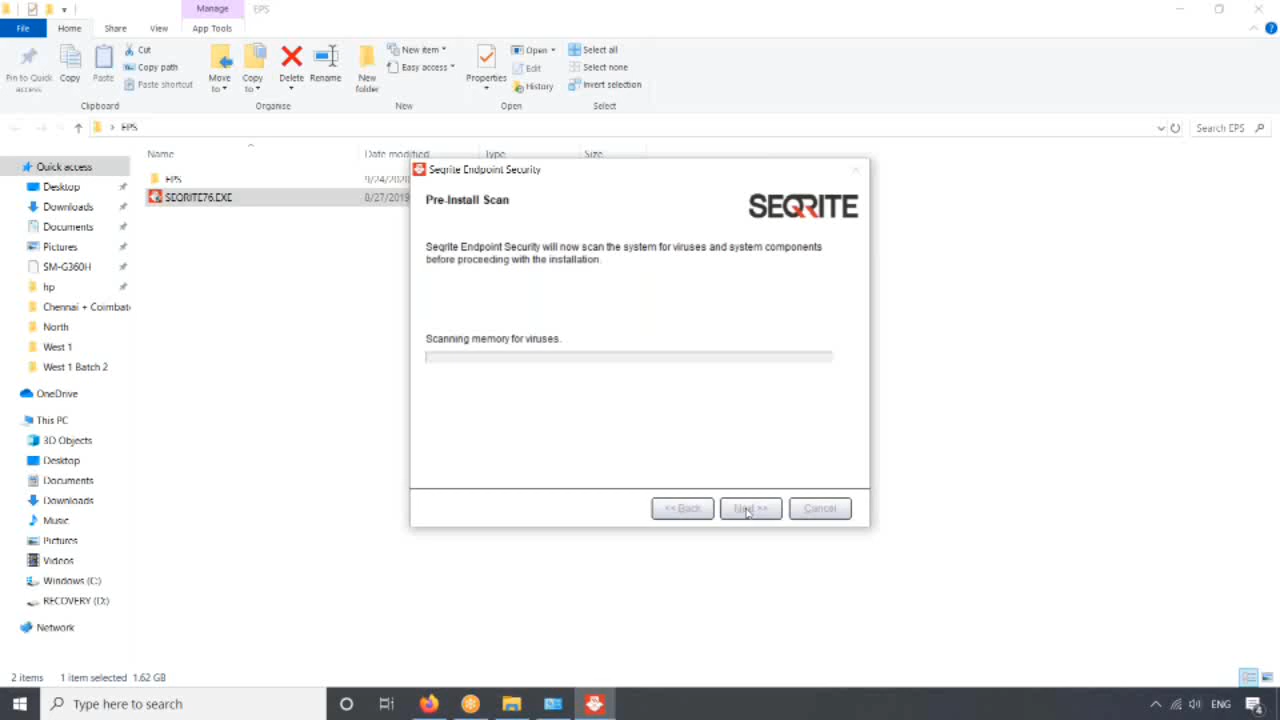 Manage
EPS
File
Home
Share
View
App Tools
Pin to Quick access
Copy
Paste
Cut
Copy path
Paste shortcut
Clipboard
Move to
Copy to
Delete
Rename
Organise
New folder
New item
Easy access
New
Properties
Open
Edit
History
Open
Select all
Select none
Invert selection
Select
EPS
Search EPS
Name
Date modified
Type
Size
EPS
9/24/2020
SEQRITE76.EXE
8/27/2019
Quick access
Desktop
Downloads
Documents
Pictures
SM-G360H
hp
Chennai + Coimbat
North
West 1
West 1 Batch 2
OneDrive
This PC
3D Objects
Desktop
Documents
Downloads
Music
Pictures
Videos
Windows (C:)
RECOVERY (D:)
Network
Seqrite Endpoint Security
Pre-Install Scan
SEQRITE
Seqrite Endpoint Security will now scan the system for viruses and system components
before proceeding with the installation.
Scanning memory for viruses.
<< Back
Next >>
Cancel
2 items
1 item selected 1.62 GB
Type here to search
ENG